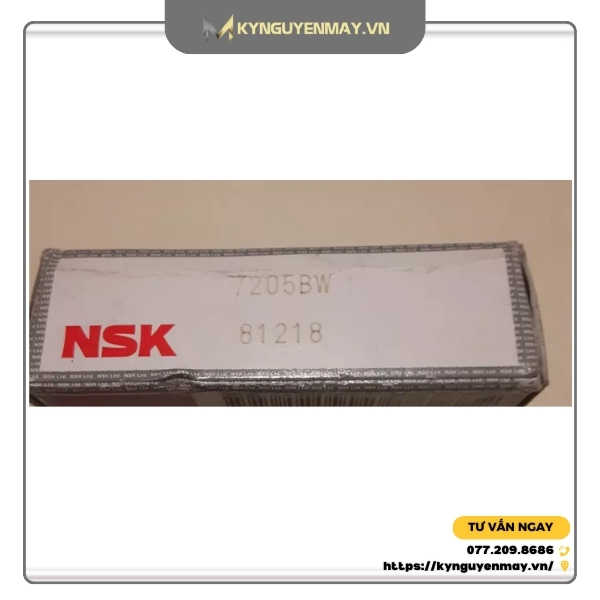 KYNGUYENMAY.VN
7205BW
NSK
81218
TƯ VẤN NGAY
077.209.8686
https://kynguyenmay.vn/